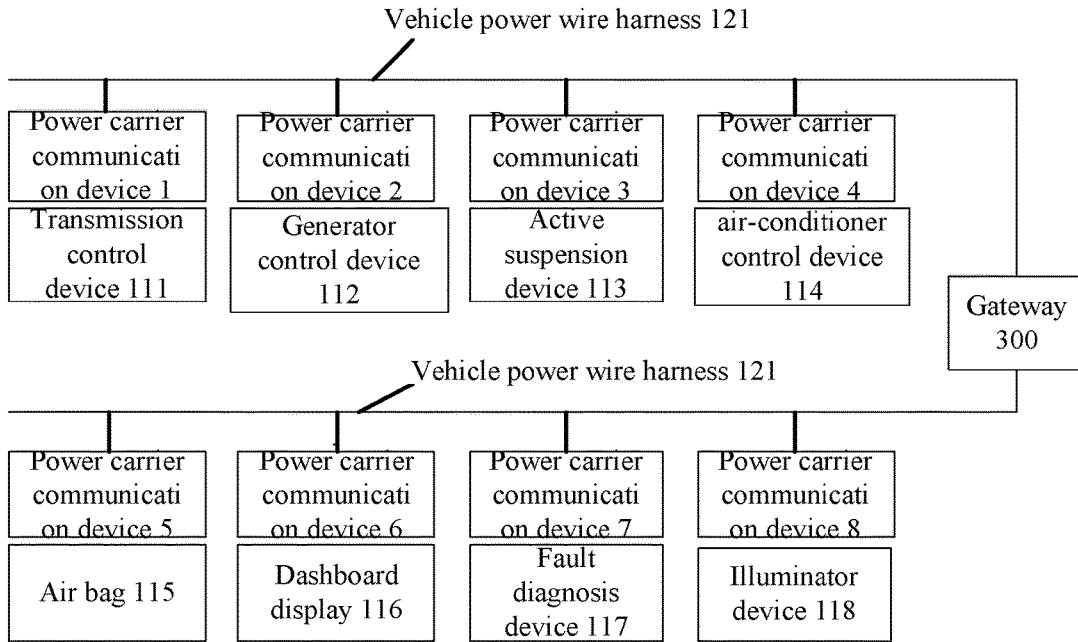 Vehicle power wire harness 121
Power carrier
communicati
on device 1
Power carrier
communicati
on device 2
Power carrier
communicati
on device 3
Power carrier
communicati
on device 4
Transmission
control
device 111
Generator
control device
112
Active
suspension
device 113
air-conditioner
control device
114
Gateway
300
Vehicle power wire harness 121
Power carrier
communicati
on device 5
Power carrier
communicati
on device 6
Power carrier
communicati
on device 7
Power carrier
communicati
on device 8
Air bag 115
Dashboard
display 116
Fault
diagnosis
device 117
Illuminator
device 118